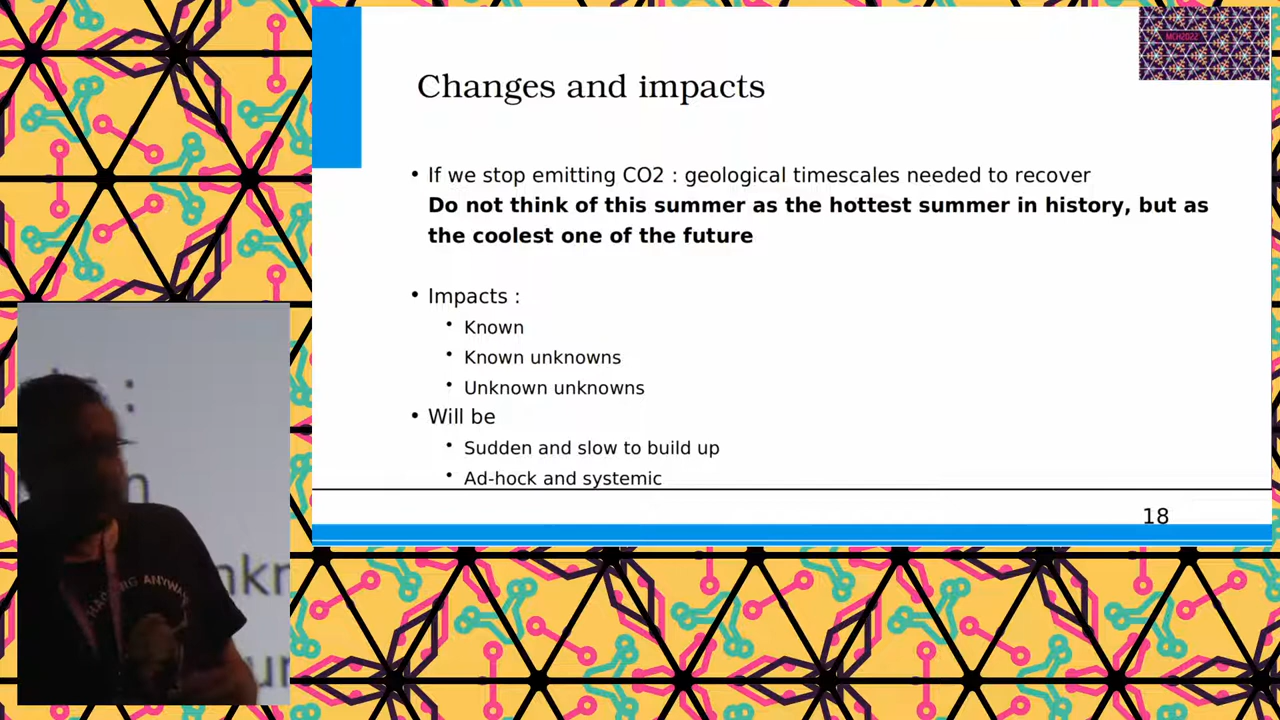 MCH2022
Changes and impacts
• If we stop emitting CO2 : geological timescales needed to recover
Do not think of this summer as the hottest summer in history, but as
the coolest one of the future
• Impacts :
• Known
• Known unknowns
• Unknown unknowns
• Will be
• Sudden and slow to build up
• Ad-hock and systemic
18